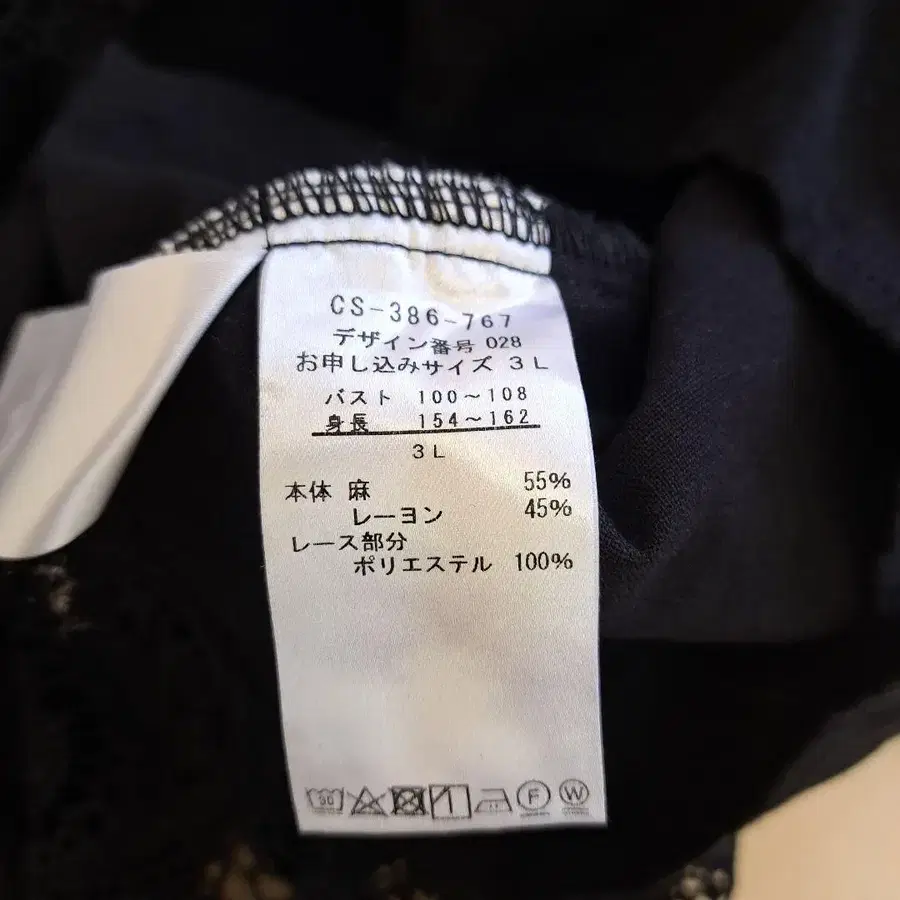 CS-386-767
デザイン番号 028
お申し込みサイズ 3L
バスト 100～108
身長 154～162
3L
本体 麻 55%
レーヨン 45%
レース部分
ポリエステル 100%
30 F W